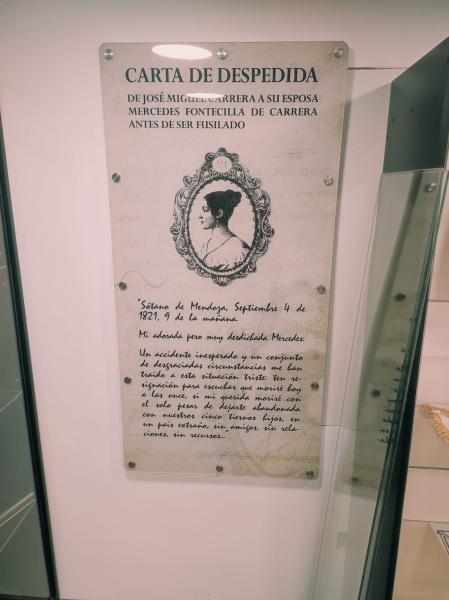 CARTA DE DESPEDIDA
DE JOSÉ MIGUEL CARRERA A SU ESPOSA
MERCEDES FONTECILLA DE CARRERA
ANTES DE SER FUSILADO
"Sótano de Mendoza, Septiembre 4 de
1821, 9 de la mañana.
Mi adorada pero muy desdichada Mercedes:
Un accidente inesperado y un conjunto
de desgraciadas circunstancias me han
traído a esta situación triste: ten re-
signación para escuchar que moriré hoy
a las once, sí mi querida moriré con
el solo pesar de dejarte abandonada
con nuestros cinco tiernos hijos, en
un país extraño, sin amigos, sin rela-
ciones, sin recursos..."